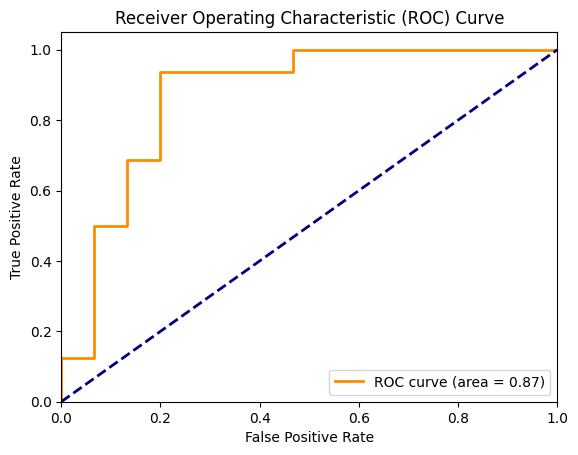 Receiver Operating Characteristic (ROC) Curve
1.0
0.8
0.6
0.4
0.2
0.0
True Positive Rate
ROC curve (area = 0.87)
0.0 0.2 0.4 0.6 0.8 1.0
False Positive Rate